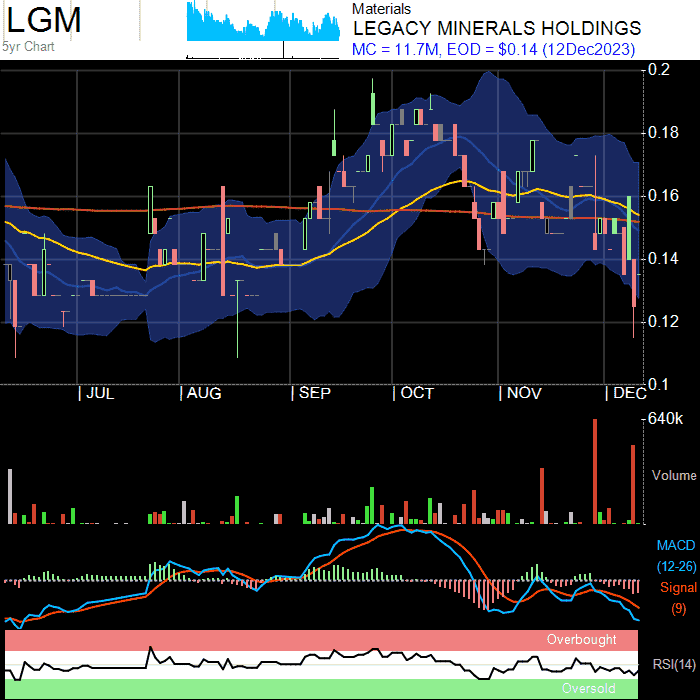 LGM
5yr Chart
Materials
LEGACY MINERALS HOLDINGS
MC = 11.7M, EOD = $0.14 (12Dec2023)
0.2
0.18
0.16
0.14
0.12
0.1
JUL AUG SEP OCT NOV DEC
640k
Volume
MACD
(12-26)
Signal
(9)
Overbought
RSI(14)
Oversold